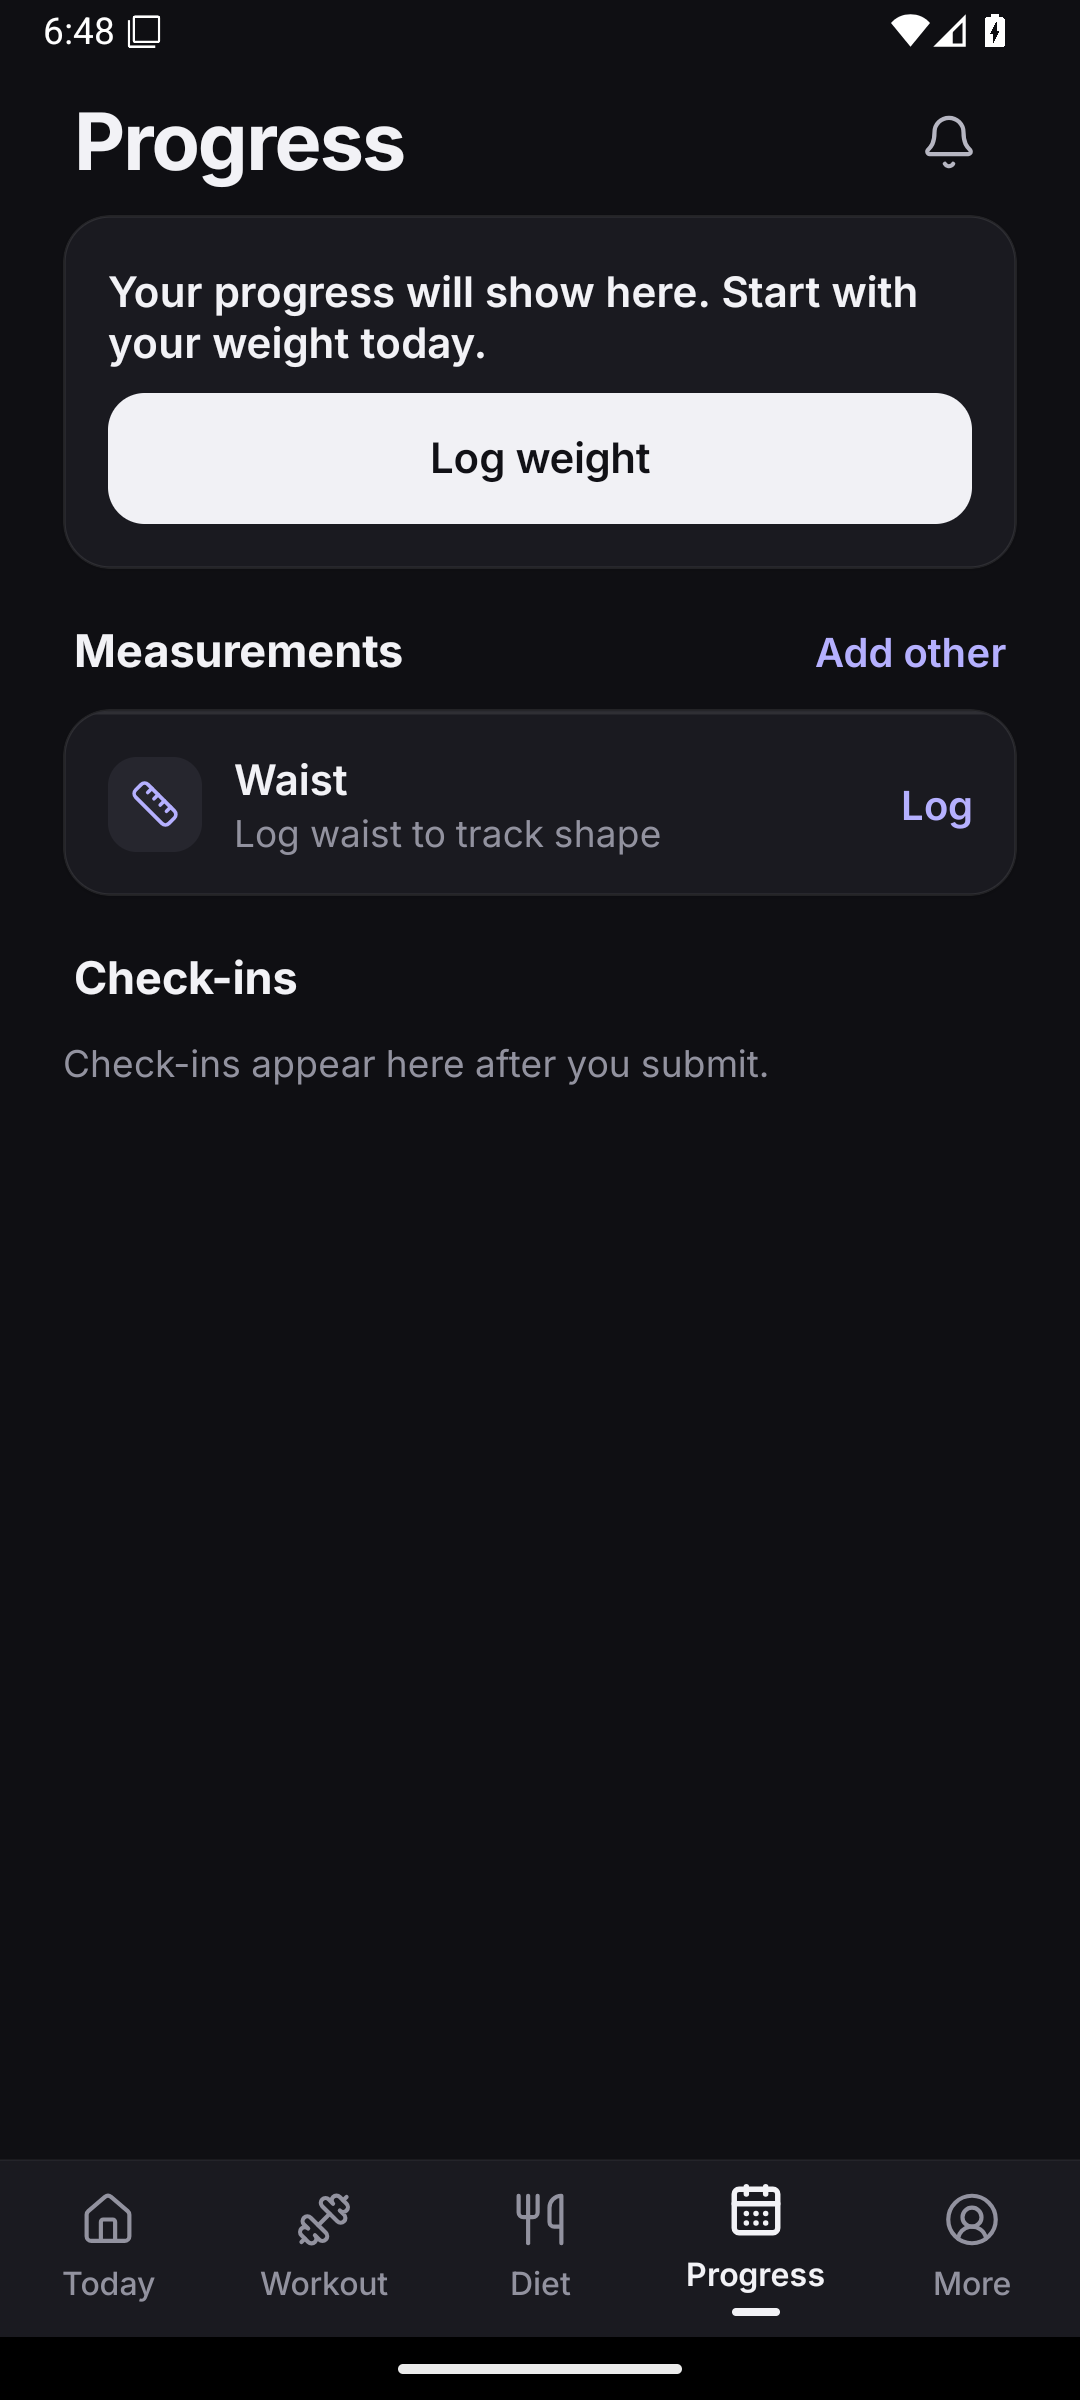 6:48
Progress
Your progress will show here. Start with
your weight today.
Log weight
Measurements
Add other
Waist
Log waist to track shape
Log
Check-ins
Check-ins appear here after you submit.
Today
Workout
Diet
Progress
More